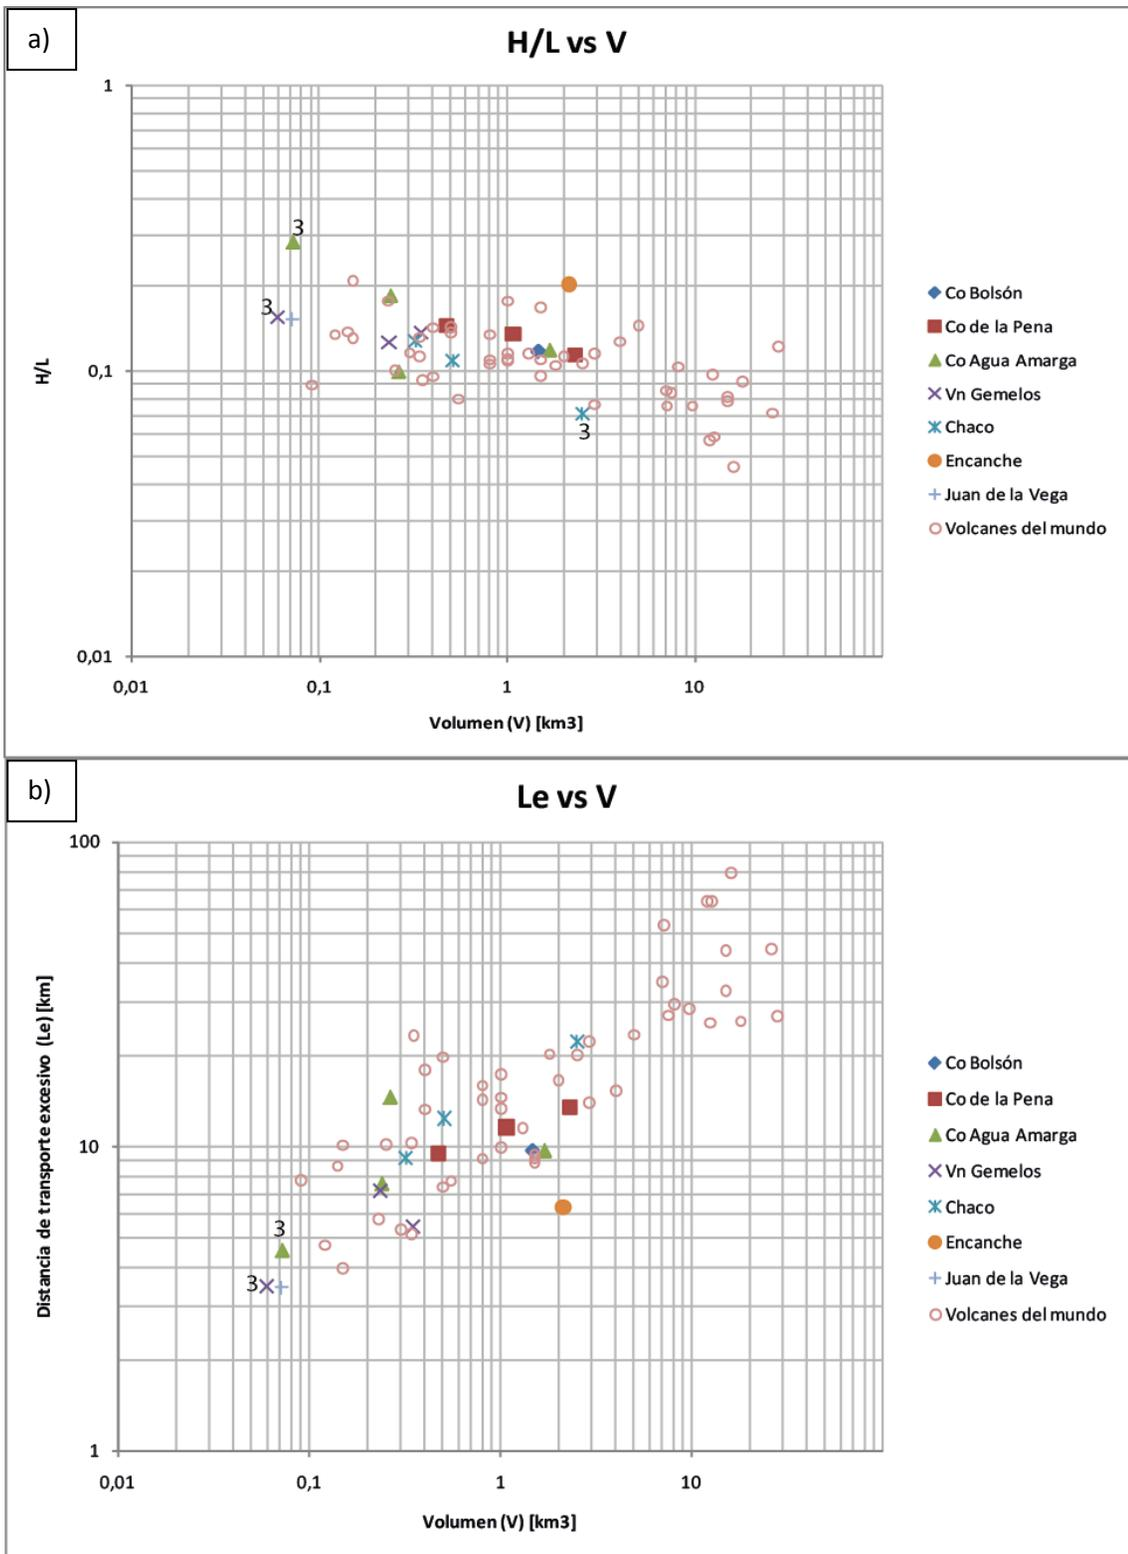 a)
H/L vs V
1
0,1
0,01
H/L
3
3
3
0,01
0,1
1
10
Volumen (V) [km3]
Co Bolsón
Co de la Pena
Co Agua Amarga
Vn Gemelos
Chaco
Encanche
Juan de la Vega
Volcanes del mundo
b)
Le vs V
100
10
1
Distancia de transporte excesivo (Le) [km]
3
3
0,01
0,1
1
10
Volumen (V) [km3]
Co Bolsón
Co de la Pena
Co Agua Amarga
Vn Gemelos
Chaco
Encanche
Juan de la Vega
Volcanes del mundo